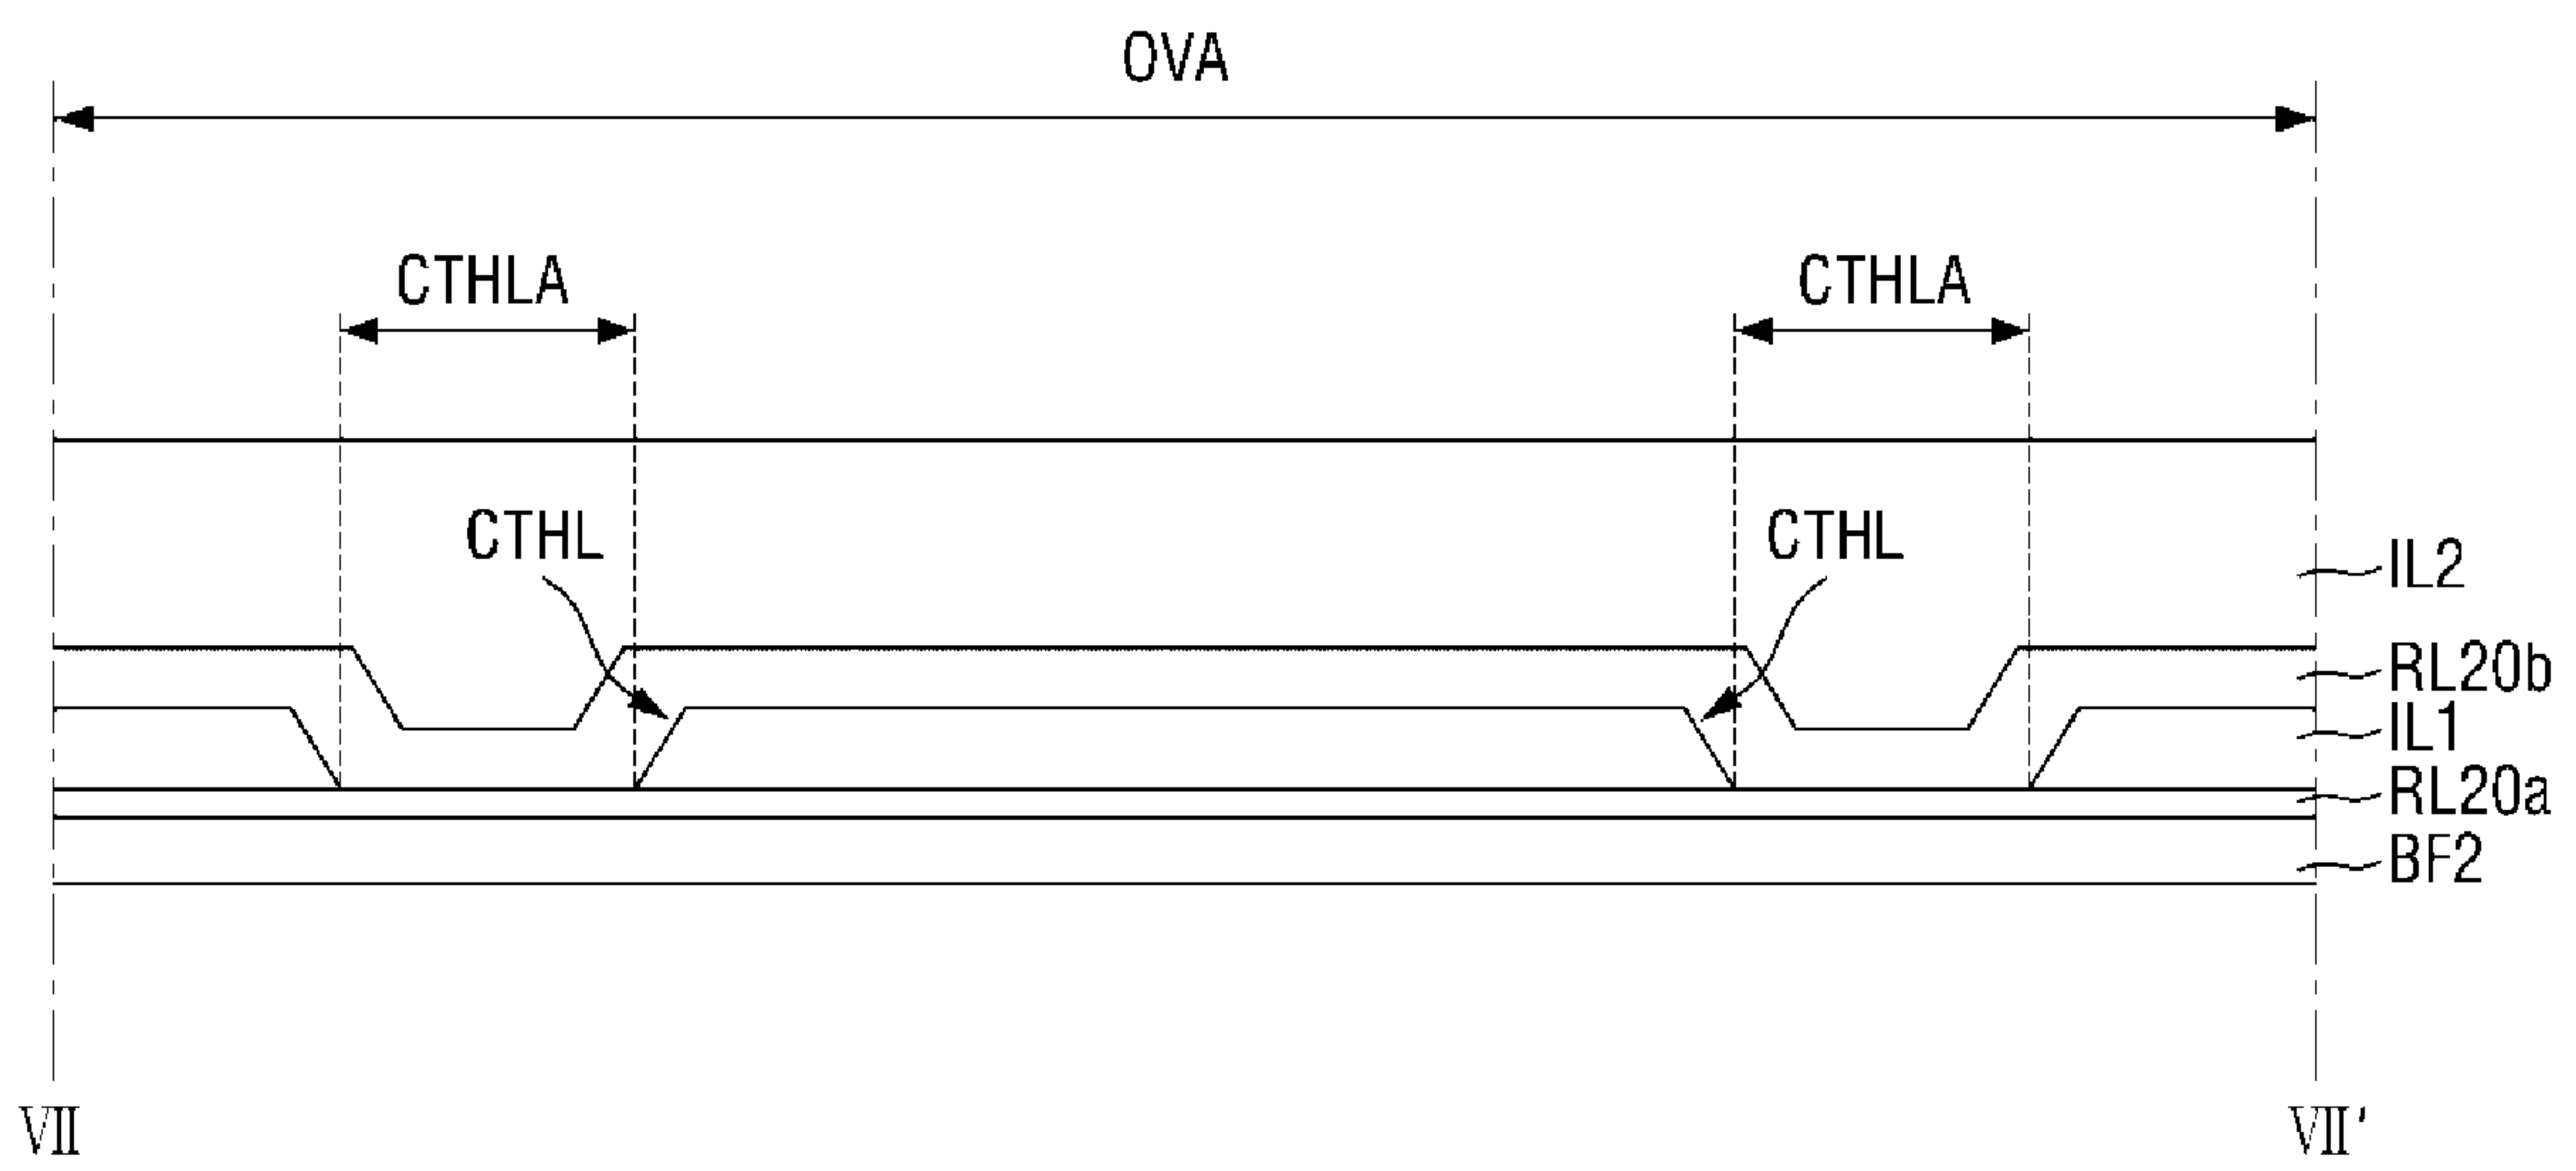 OVA
CTHLA CTHLA
CTHL CTHL
IL2
RL20b
IL1
RL20a
BF2
VII VII'